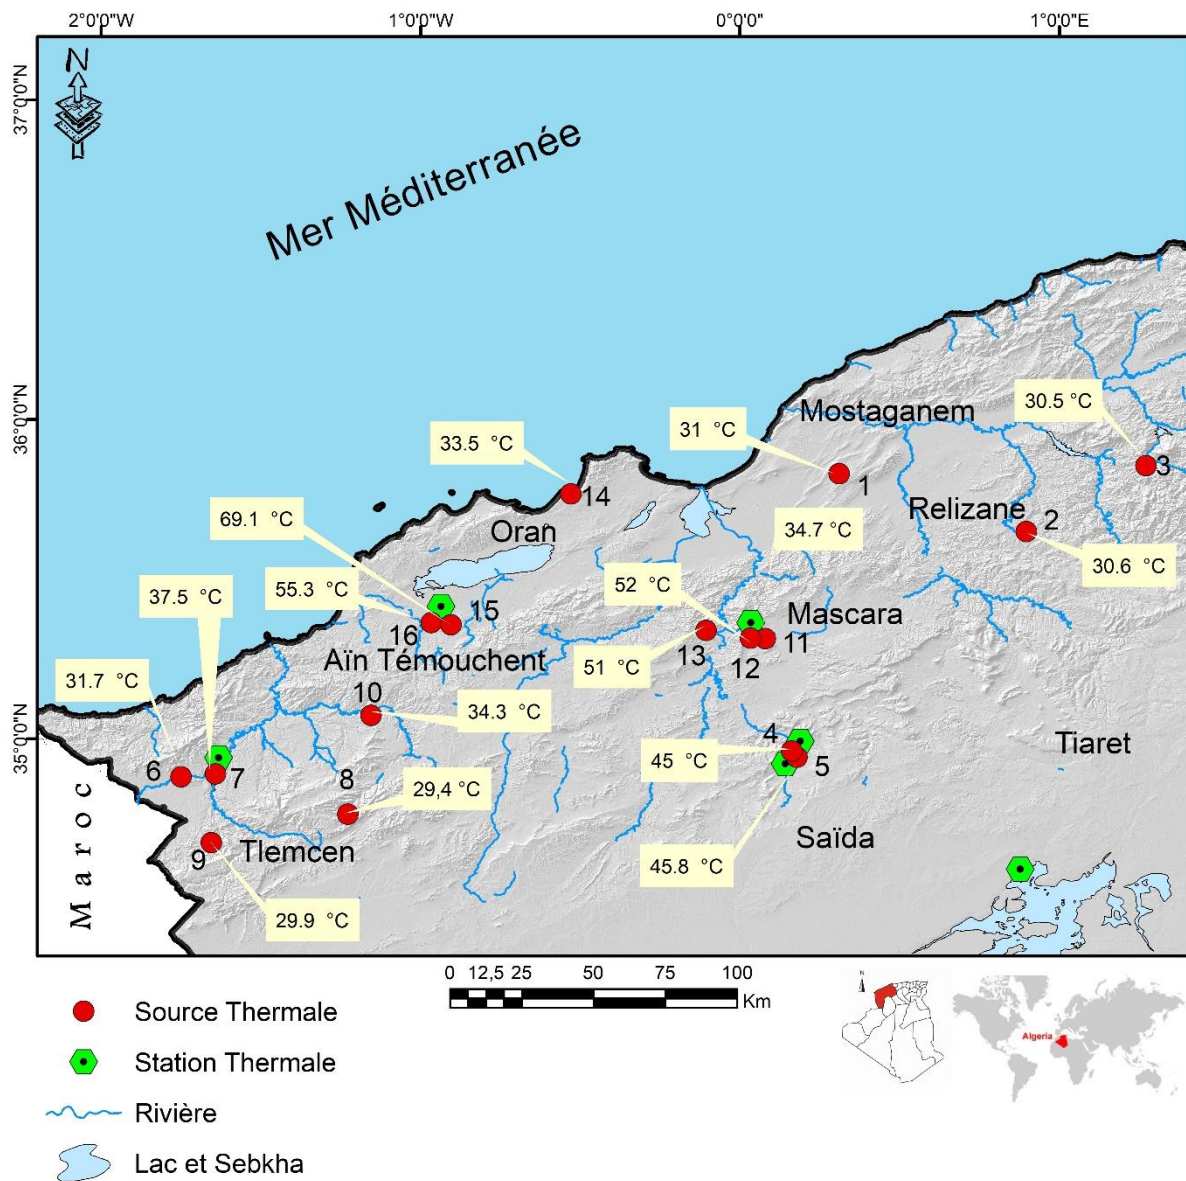 2°0'0"W
1°0'0"W
0°0'0"
1°0'0"E
37°0'0"N
36°0'0"N
35°0'0"N
N
Mer Méditerranée
Mostaganem
30.5 °C
31 °C
33.5 °C
3
1
14
69.1 °C
Oran
Relizane
2
34.7°C
30.6 °C
55.3 °C
52 °C
37.5 °C
15
16
Mascara
13
12
11
Aïn Témouchent
51 °C
31.7 °C
10
34.3 °C
4
45 °C
5
Tiaret
6
7
8
29,4 °C
Saïda
9
Tlemcen
45.8 °C
Maroc
29.9 °C
0 12,5 25 50 75 100
Km
Source Thermale
Station Thermale
Rivière
Lac et Sebkha
N
Algeria